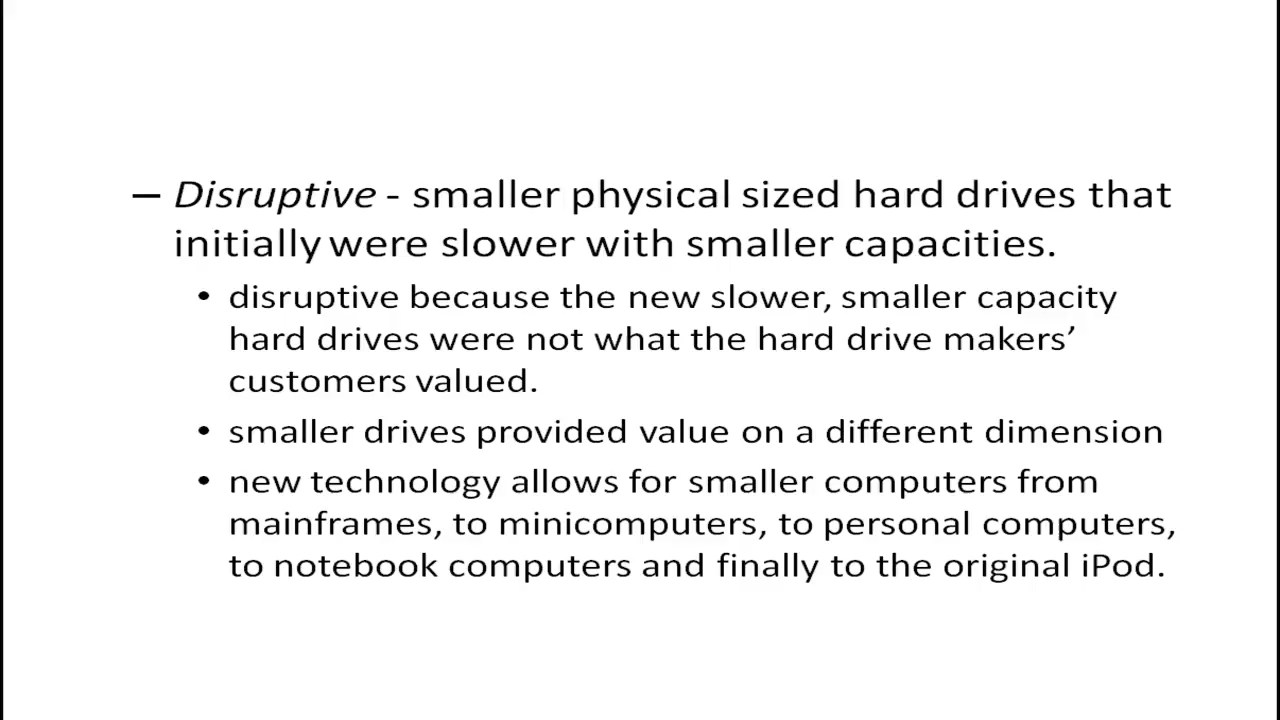 – Disruptive - smaller physical sized hard drives that
initially were slower with smaller capacities.
• disruptive because the new slower, smaller capacity
hard drives were not what the hard drive makers’
customers valued.
• smaller drives provided value on a different dimension
• new technology allows for smaller computers from
mainframes, to minicomputers, to personal computers,
to notebook computers and finally to the original iPod.